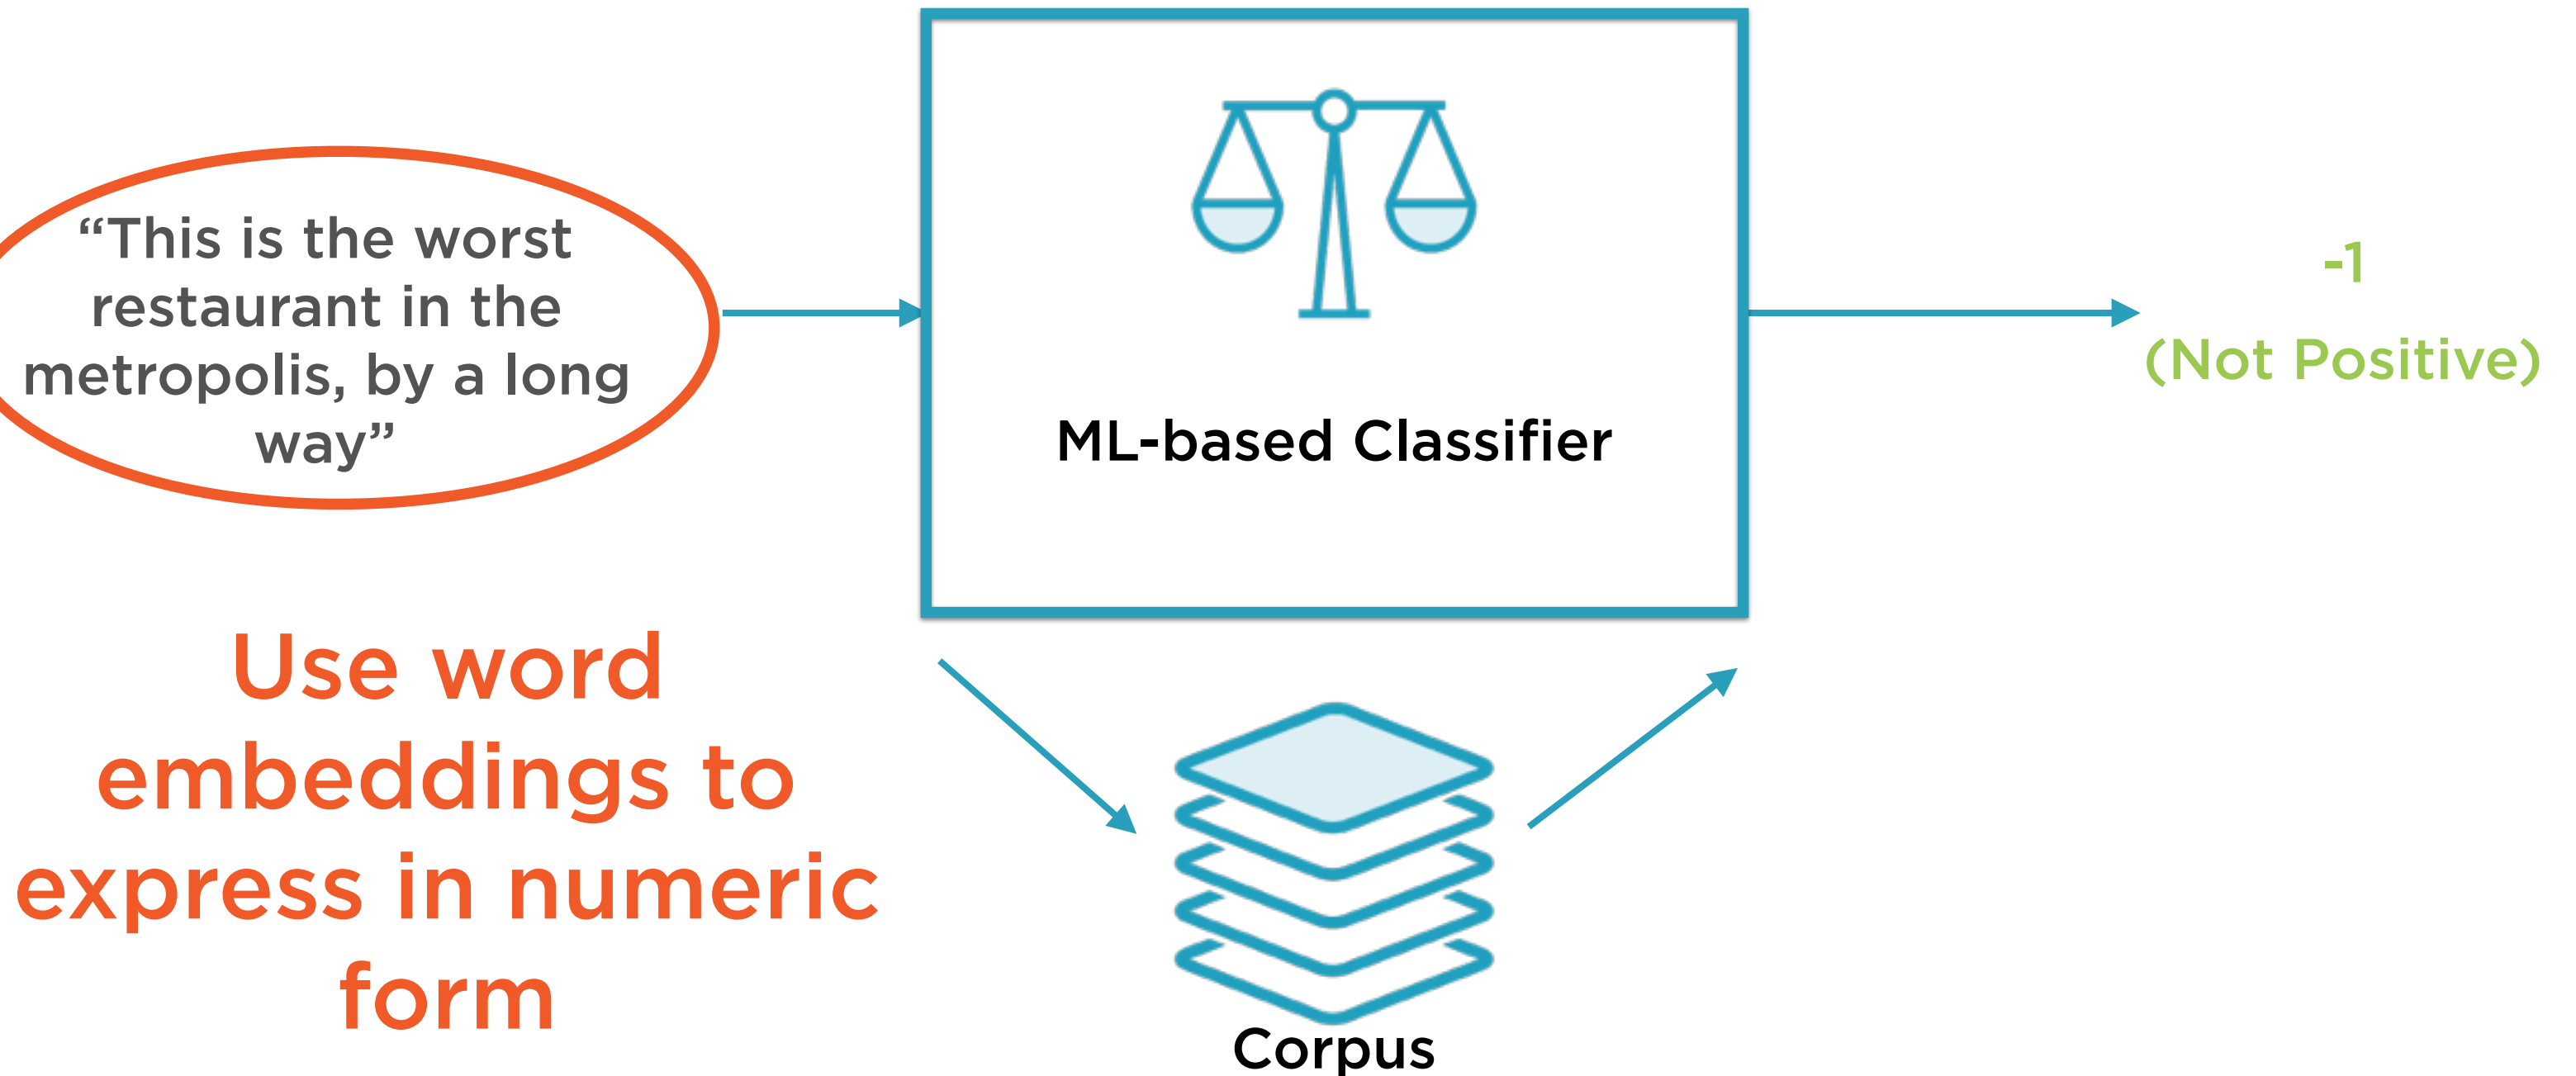 “This is the worst
restaurant in the
metropolis, by a long
way”
ML-based Classifier
-1
(Not Positive)
Use word
embeddings to
express in numeric
form
Corpus